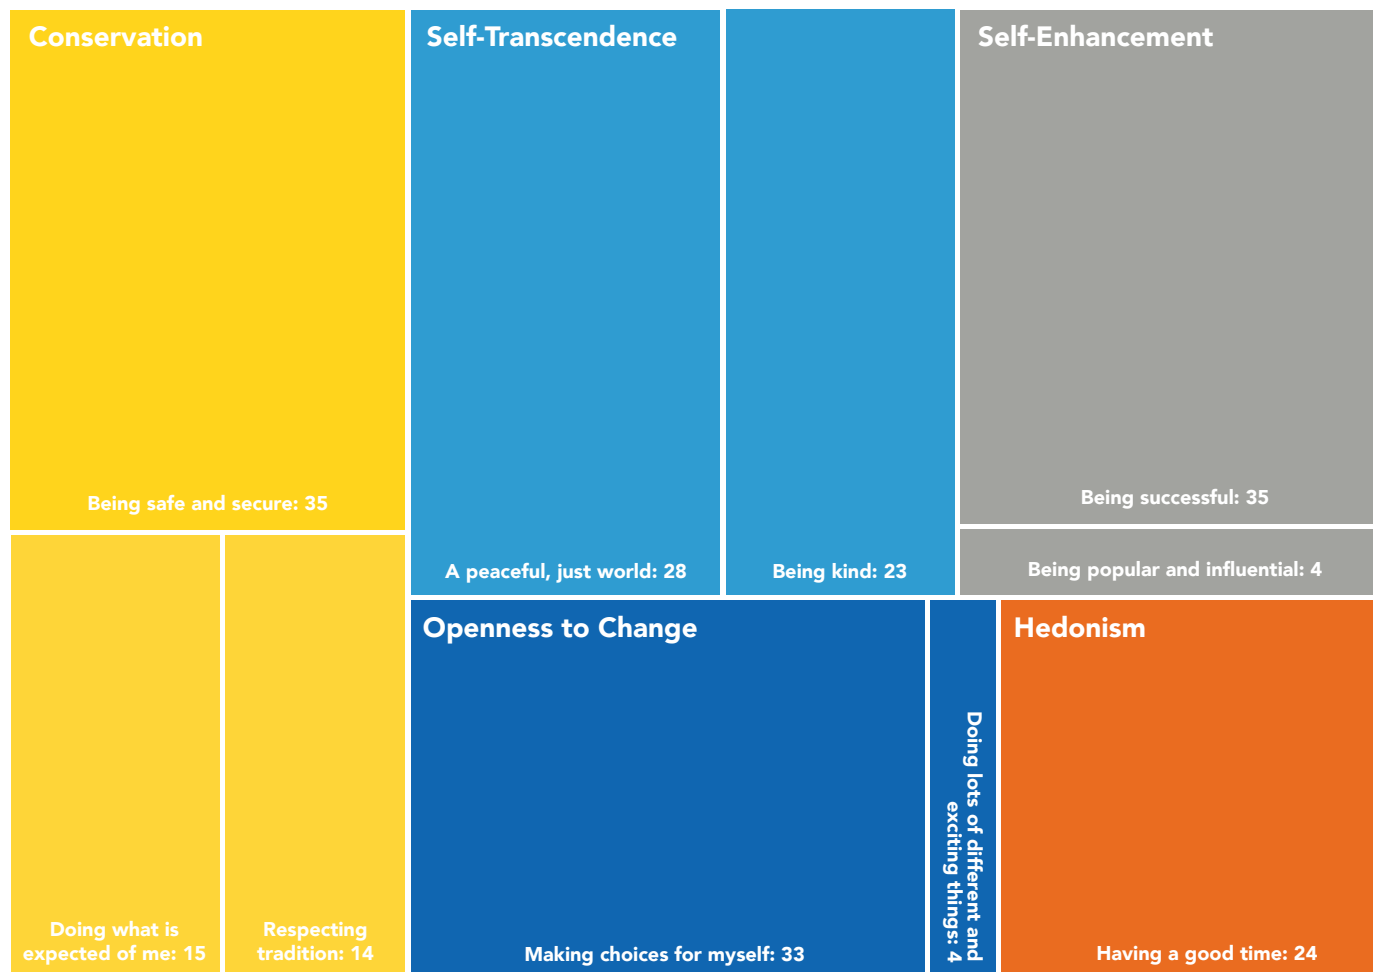 Conservation
Being safe and secure: 35
Doing what is
expected of me: 15
Respecting
tradition: 14
Self-Transcendence
A peaceful, just world: 28
Being kind: 23
Self-Enhancement
Being successful: 35
Being popular and influential: 4
Openness to Change
Making choices for myself: 33
Doing lots of different and
exciting things: 4
Hedonism
Having a good time: 24